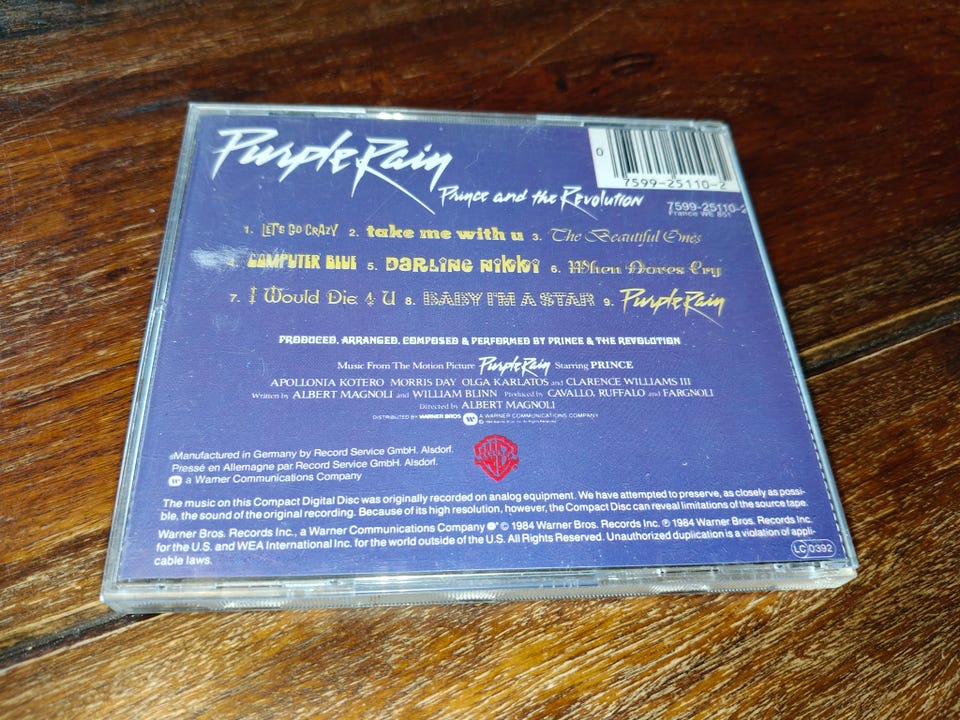 Purple Rain
Prince and the Revolution
0
7599-25110-2
7599-25110-2
France WE 851
1. LET'S GO CRAZY 2. take me with u 3. The Beautiful Ones
4. COMPUTER BLUE 5. DARLING NIKKI 6. When Doves Cry
7. I Would Die 4 U 8. BABY I'M A STAR 9. Purple Rain
PRODUCED, ARRANGED, COMPOSED & PERFORMED BY PRINCE & THE REVOLUTION
Music From The Motion Picture Purple Rain Starring PRINCE
APOLLONIA KOTERO MORRIS DAY OLGA KARLATOS and CLARENCE WILLIAMS III
Written by ALBERT MAGNOLI and WILLIAM BLINN Produced by CAVALLO, RUFFALO and FARGNOLI
Directed by ALBERT MAGNOLI
DISTRIBUTED BY WARNER BROS A WARNER COMMUNICATIONS COMPANY
Manufactured in Germany by Record Service GmbH. Alsdorf.
Pressé en Allemagne par Record Service GmbH. Alsdorf.
a Warner Communications Company
The music on this Compact Digital Disc was originally recorded on analog equipment. We have attempted to preserve, as closely as possi-
ble, the sound of the original recording. Because of its high resolution, however, the Compact Disc can reveal limitations of the source tape.
Warner Bros. Records Inc., a Warner Communications Company © 1984 Warner Bros. Records Inc. ℗ 1984 Warner Bros. Records Inc.
for the U.S. and WEA International Inc. for the world outside of the U.S. All Rights Reserved. Unauthorized duplication is a violation of appli-
cable laws.
LC 0392